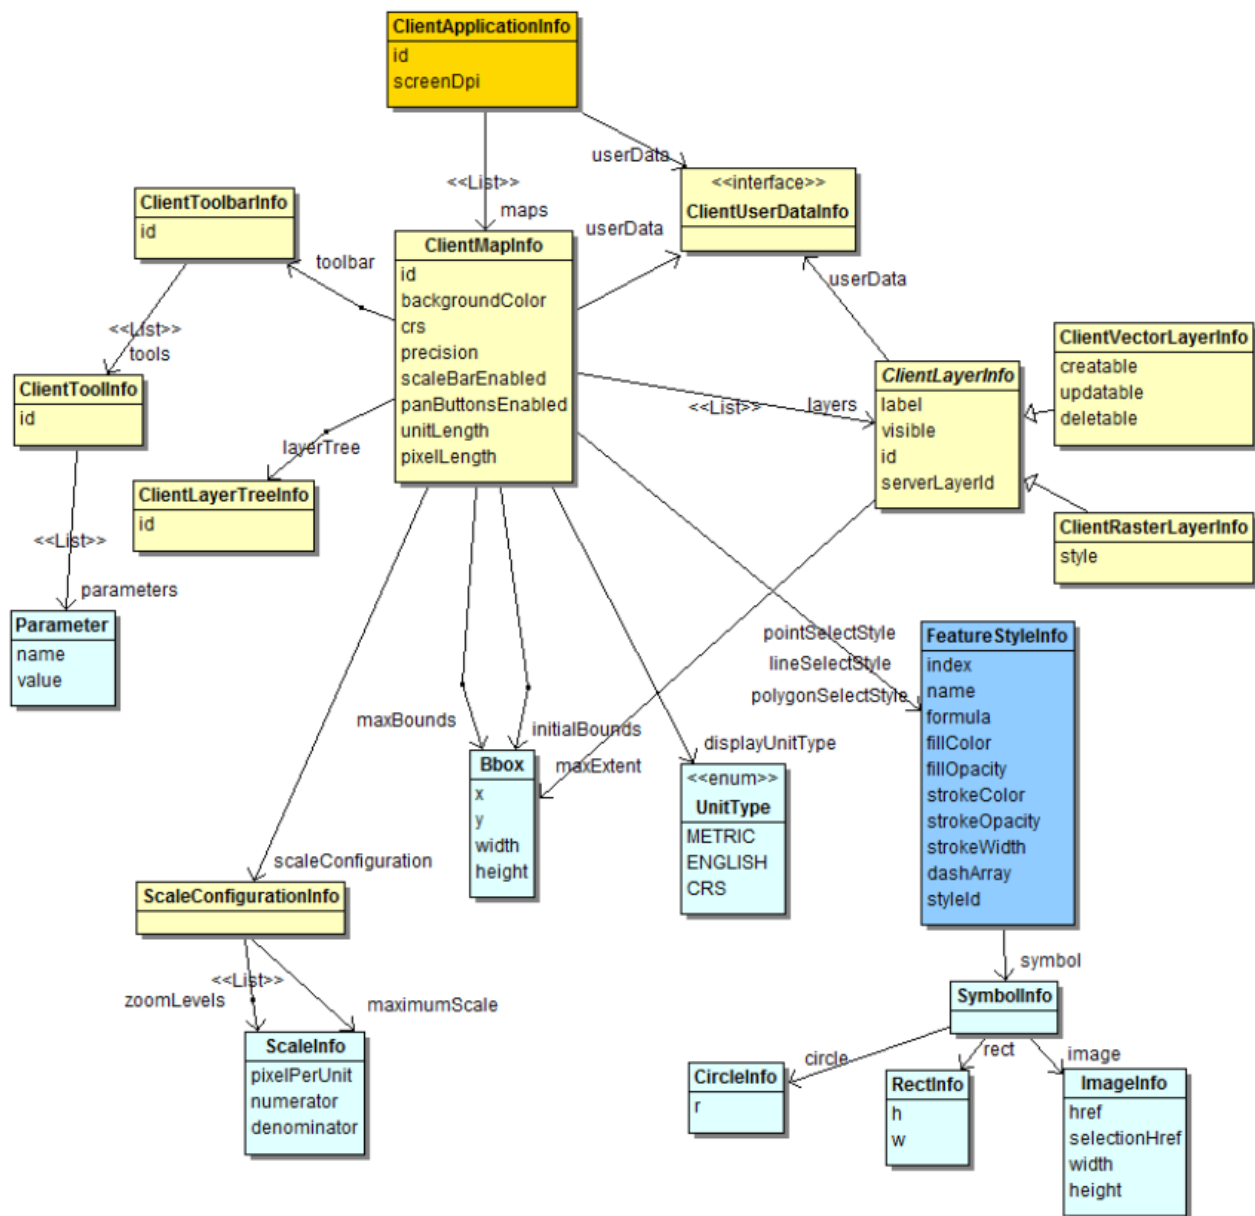 ClientApplicationInfo
id
screenDpi
userData
<<List>>
maps
<<interface>>
ClientUserDataInfo
userData
userData
ClientToolbarInfo
id
toolbar
<<List>>
tools
ClientMapInfo
id
backgroundColor
crs
precision
scaleBarEnabled
panButtonsEnabled
unitLength
pixelLength
ClientToolInfo
id
layerTree
ClientLayerTreeInfo
id
<<List>>
parameters
Parameter
name
value
<<List>>
layers
ClientLayerInfo
label
visible
id
serverLayerId
ClientVectorLayerInfo
creatable
updatable
deletable
ClientRasterLayerInfo
style
pointSelectStyle
lineSelectStyle
polygonSelectStyle
FeatureStyleInfo
index
name
formula
fillColor
fillOpacity
strokeColor
strokeOpacity
strokeWidth
dashArray
styleId
maxBounds
initialBounds
maxExtent
displayUnitType
Bbox
x
y
width
height
<<enum>>
UnitType
METRIC
ENGLISH
CRS
scaleConfiguration
ScaleConfigurationInfo
<<List>>
zoomLevels
maximumScale
ScaleInfo
pixelPerUnit
numerator
denominator
symbol
SymbolInfo
circle
rect
image
CircleInfo
r
RectInfo
h
w
ImageInfo
href
selectionHref
width
height